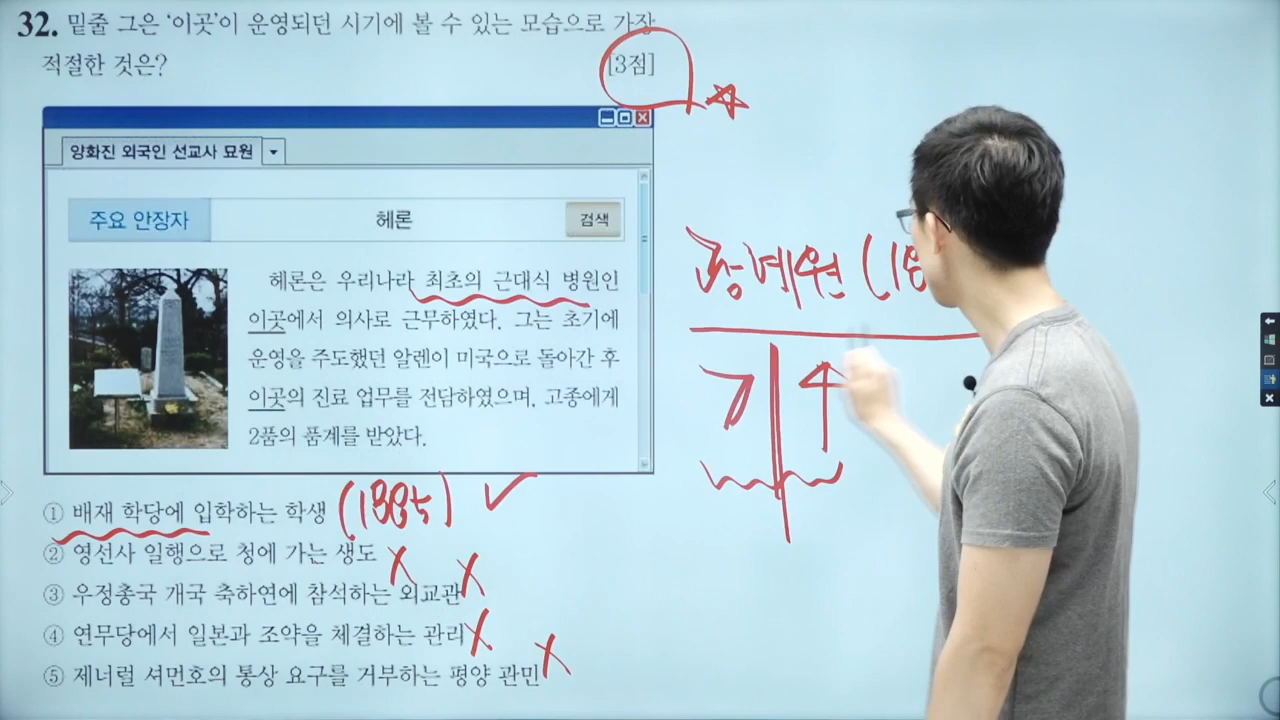 32. 밑줄 그은 '이곳'이 운영되던 시기에 볼 수 있는 모습으로 가장
적절한 것은? [3점]
양화진 외국인 선교사 묘원
주요 안장자 헤론 검색
헤론은 우리나라 최초의 근대식 병원인
이곳에서 의사로 근무하였다. 그는 초기에
운영을 주도했던 알렌이 미국으로 돌아간 후
이곳의 진료 업무를 전담하였으며, 고종에게
2품의 품계를 받았다.
① 배재 학당에 입학하는 학생 (1885)
② 영선사 일행으로 청에 가는 생도
③ 우정총국 개국 축하연에 참석하는 외교관
④ 연무당에서 일본과 조약을 체결하는 관리
⑤ 제너럴 셔먼호의 통상 요구를 거부하는 평양 관민
광혜원 (18